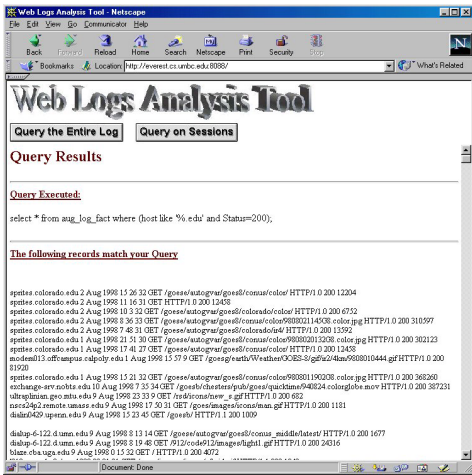 Web Logs Analysis Tool - Netscape
File Edit View Go Communicator Help
Back Forward Reload Home Search Netscape Print Security Stop
N
Bookmarks Location: http://everest.cs.umbc.edu:8088/ What's Related
Web Logs Analysis Tool
Query the Entire Log Query on Sessions
Query Results
Query Executed:
select * from aug_log_fact where (host like '%.edu' and Status=200);
The following records match your Query
sprites.colorado.edu 2 Aug 1998 15 26 32 GET /goese/autogvar/goes8/conus/color/ HTTP/1.0 200 12204
sprites.colorado.edu 2 Aug 1998 11 16 31 GET HTTP/1.0 200 12458
sprites.colorado.edu 2 Aug 1998 10 3 32 GET /goese/autogvar/goes8/colorado/color/ HTTP/1.0 200 6752
sprites.colorado.edu 2 Aug 1998 8 36 33 GET /goese/autogvar/goes8/conus/color/9808021145G8.color.jpg HTTP/1.0 200 310597
sprites.colorado.edu 2 Aug 1998 7 48 31 GET /goese/autogvar/goes8/colorado/ir4/ HTTP/1.0 200 13592
sprites.colorado.edu 1 Aug 1998 21 51 30 GET /goese/autogvar/goes8/conus/color/9808020132G8.color.jpg HTTP/1.0 200 302123
sprites.colorado.edu 1 Aug 1998 17 41 27 GET /goese/autogvar/goes8/conus/color/ HTTP/1.0 200 12458
modem013.offcampus.calpoly.edu 1 Aug 1998 15 57 9 GET /goesg/earth/Weather/GOES-8/gif/ir2/4km/9808010444.gif HTTP/1.0 200
81920
sprites.colorado.edu 1 Aug 1998 15 21 32 GET /goese/autogvar/goes8/conus/color/9808011902G8.color.jpg HTTP/1.0 200 368260
exchange-srv.nobts.edu 10 Aug 1998 7 35 34 GET /goesb/chesters/pub/goes/quicktime/940824.colorglobe.mov HTTP/1.0 200 387231
ultraplinian.geo.mtu.edu 9 Aug 1998 23 33 9 GET /rsd/icons/new_s.gif HTTP/1.0 200 682
nscs24p2.remote.umass.edu 9 Aug 1998 17 50 31 GET /goes/images/icons/man.gif HTTP/1.0 200 1181
dialin0429.upenn.edu 9 Aug 1998 15 23 45 GET /goesb/ HTTP/1.1 200 1009
dialup-6-122.d.umn.edu 9 Aug 1998 8 13 14 GET /goese/autogvar/goes8/conus_middle/latest/ HTTP/1.0 200 1677
dialup-6-122.d.umn.edu 9 Aug 1998 8 19 48 GET /912/code912/images/light1.gif HTTP/1.0 200 24316
blaze.cba.uga.edu 9 Aug 1998 0 15 32 GET / HTTP/1.0 200 4072
Document: Done